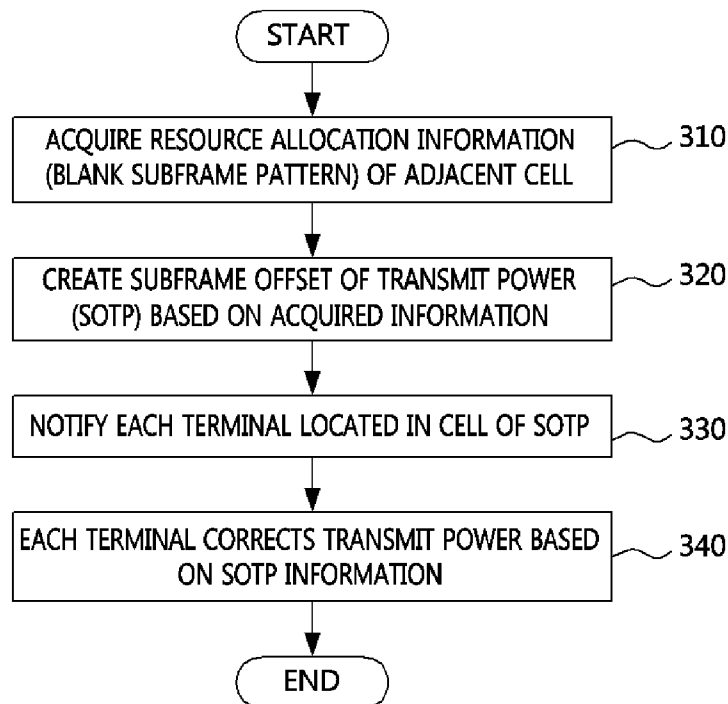 START
ACQUIRE RESOURCE ALLOCATION INFORMATION
(BLANK SUBFRAME PATTERN) OF ADJACENT CELL
310
CREATE SUBFRAME OFFSET OF TRANSMIT POWER
(SOTP) BASED ON ACQUIRED INFORMATION
320
NOTIFY EACH TERMINAL LOCATED IN CELL OF SOTP
330
EACH TERMINAL CORRECTS TRANSMIT POWER BASED
ON SOTP INFORMATION
340
END